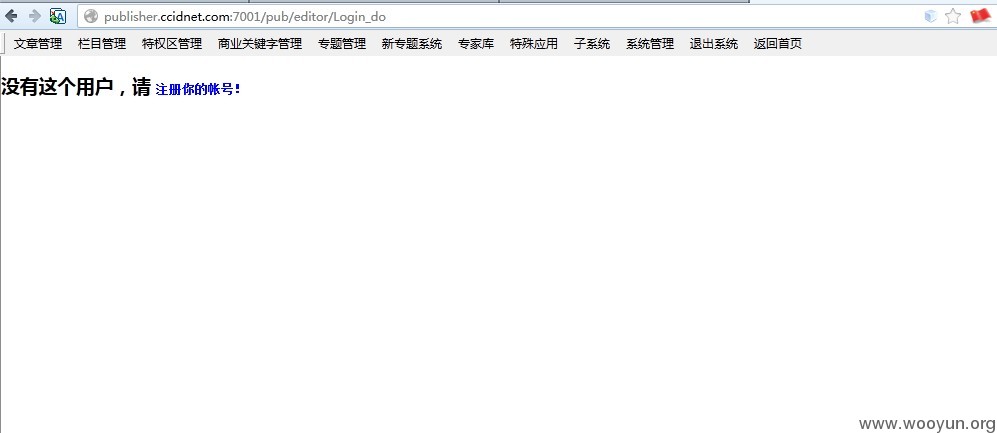 publisher.ccidnet.com:7001/pub/editor/Login_do
文章管理 栏目管理 特权区管理 商业关键字管理 专题管理 新专题系统 专家库 特殊应用 子系统 系统管理 退出系统 返回首页
没有这个用户，请 注册你的帐号!
www.wooyun.org